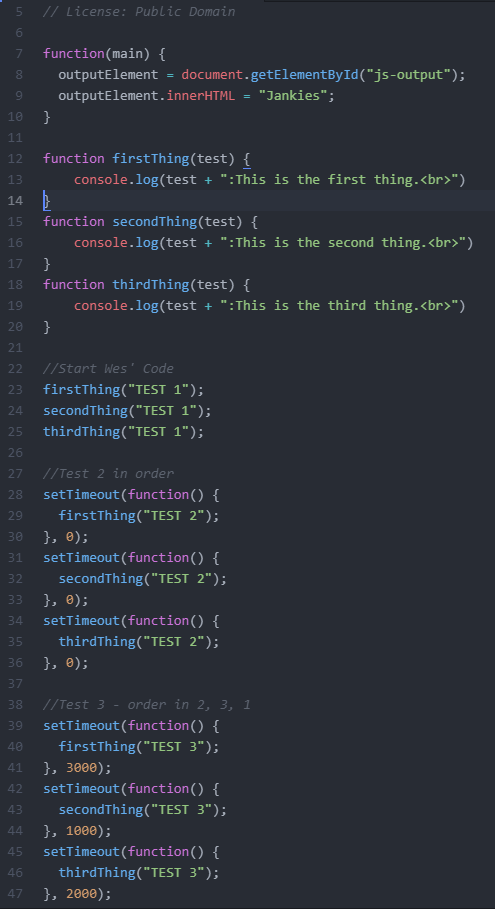 5 // License: Public Domain
6
7 function(main) {
8   outputElement = document.getElementById("js-output");
9   outputElement.innerHTML = "Jankies";
10 }
11
12 function firstThing(test) {
13     console.log(test + ":This is the first thing.<br>")
14 }
15 function secondThing(test) {
16     console.log(test + ":This is the second thing.<br>")
17 }
18 function thirdThing(test) {
19     console.log(test + ":This is the third thing.<br>")
20 }
21
22 //Start Wes' Code
23 firstThing("TEST 1");
24 secondThing("TEST 1");
25 thirdThing("TEST 1");
26
27 //Test 2 in order
28 setTimeout(function() {
29   firstThing("TEST 2");
30 }, 0);
31 setTimeout(function() {
32   secondThing("TEST 2");
33 }, 0);
34 setTimeout(function() {
35   thirdThing("TEST 2");
36 }, 0);
37
38 //Test 3 - order in 2, 3, 1
39 setTimeout(function() {
40   firstThing("TEST 3");
41 }, 3000);
42 setTimeout(function() {
43   secondThing("TEST 3");
44 }, 1000);
45 setTimeout(function() {
46   thirdThing("TEST 3");
47 }, 2000);